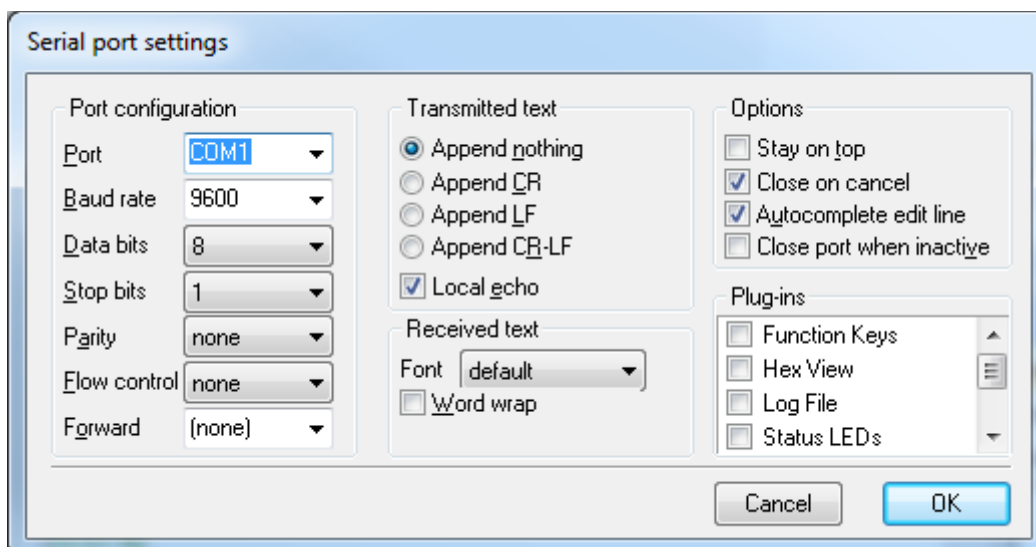 Serial port settings
Port configuration
Port COM1
Baud rate 9600
Data bits 8
Stop bits 1
Parity none
Flow control none
Forward (none)
Transmitted text
Append nothing
Append CR
Append LF
Append CR-LF
Local echo
Received text
Font default
Word wrap
Options
Stay on top
Close on cancel
Autocomplete edit line
Close port when inactive
Plug-ins
Function Keys
Hex View
Log File
Status LEDs
Cancel OK